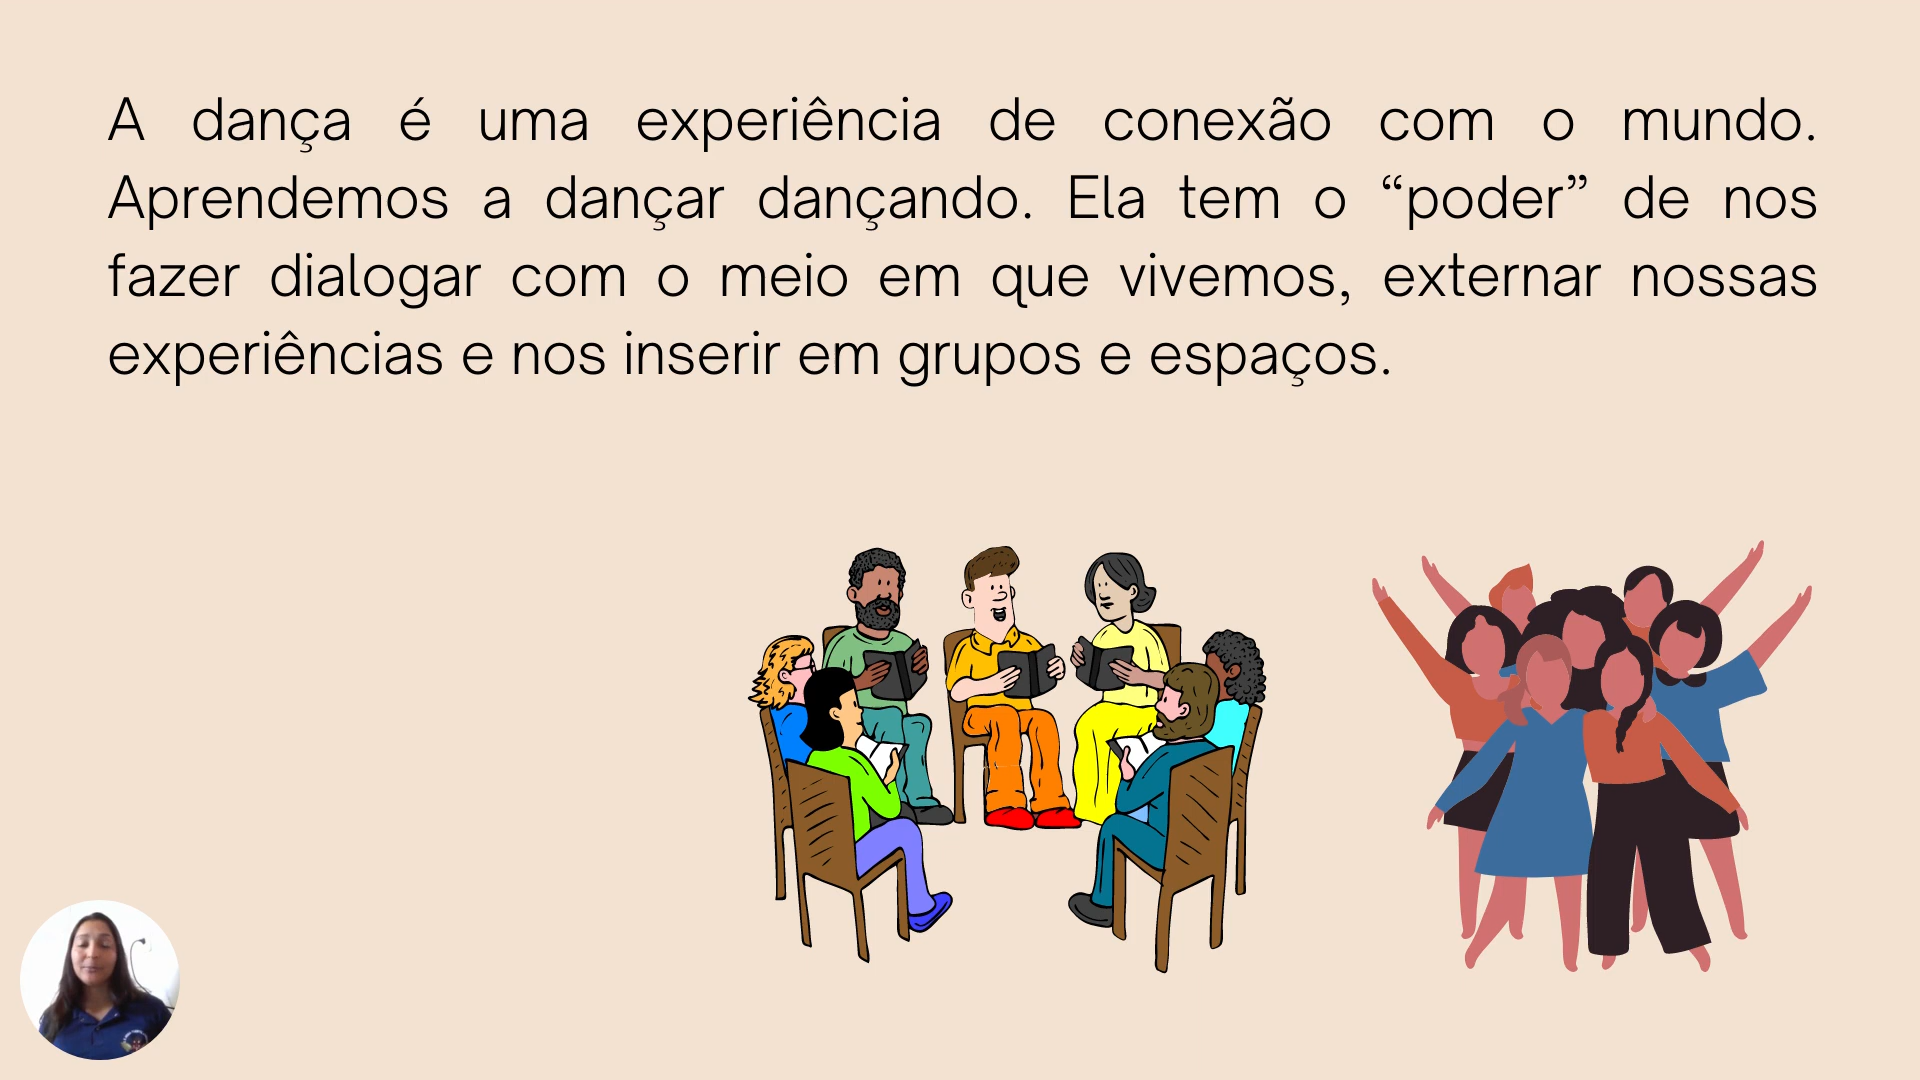 A dança é uma experiência de conexão com o mundo.
Aprendemos a dançar dançando. Ela tem o “poder” de nos
fazer dialogar com o meio em que vivemos, externar nossas
experiências e nos inserir em grupos e espaços.